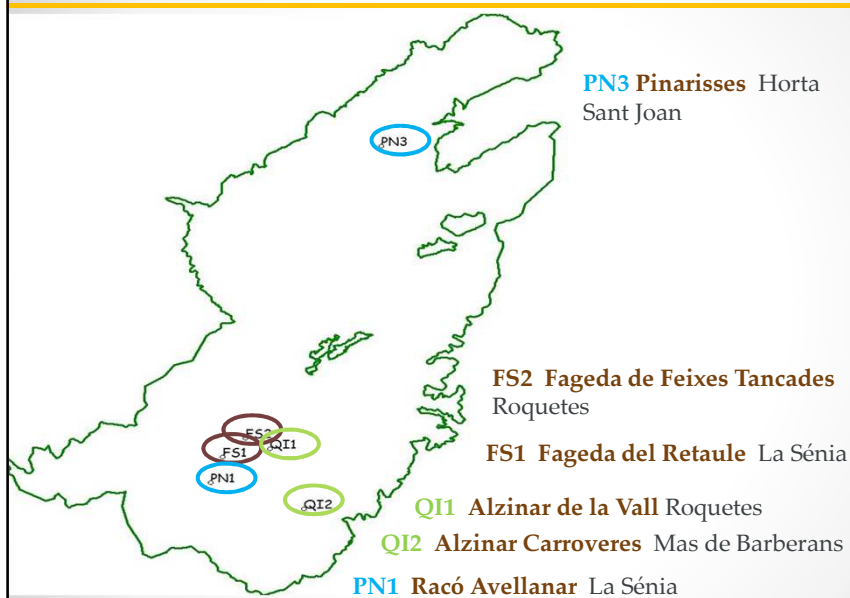 PN3 Pinarisses Horta
Sant Joan
PN3
FS2 Fageda de Feixes Tancades
Roquetes
FS2
QI1
FS1 Fageda del Retaule La Sénia
FS1
PN1
QI2
QI1 Alzinar de la Vall Roquetes
QI2 Alzinar Carroveres Mas de Barberans
PN1 Racó Avellanar La Sénia